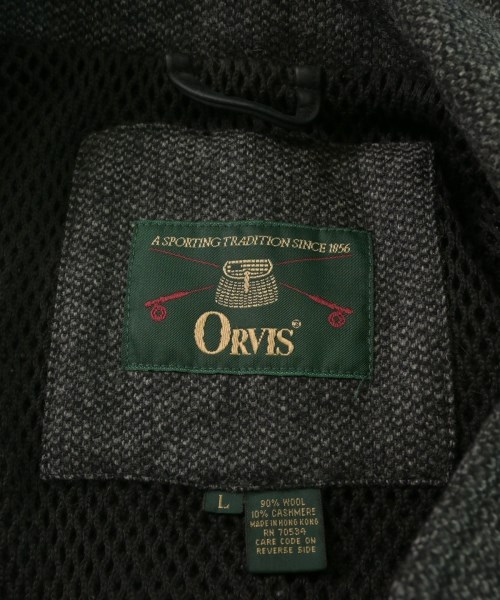 A SPORTING TRADITION SINCE 1856
ORVIS®
L
90% WOOL
10% CASHMERE
MADE IN HONG KONG
RN 70534
CARE CODE ON
REVERSE SIDE